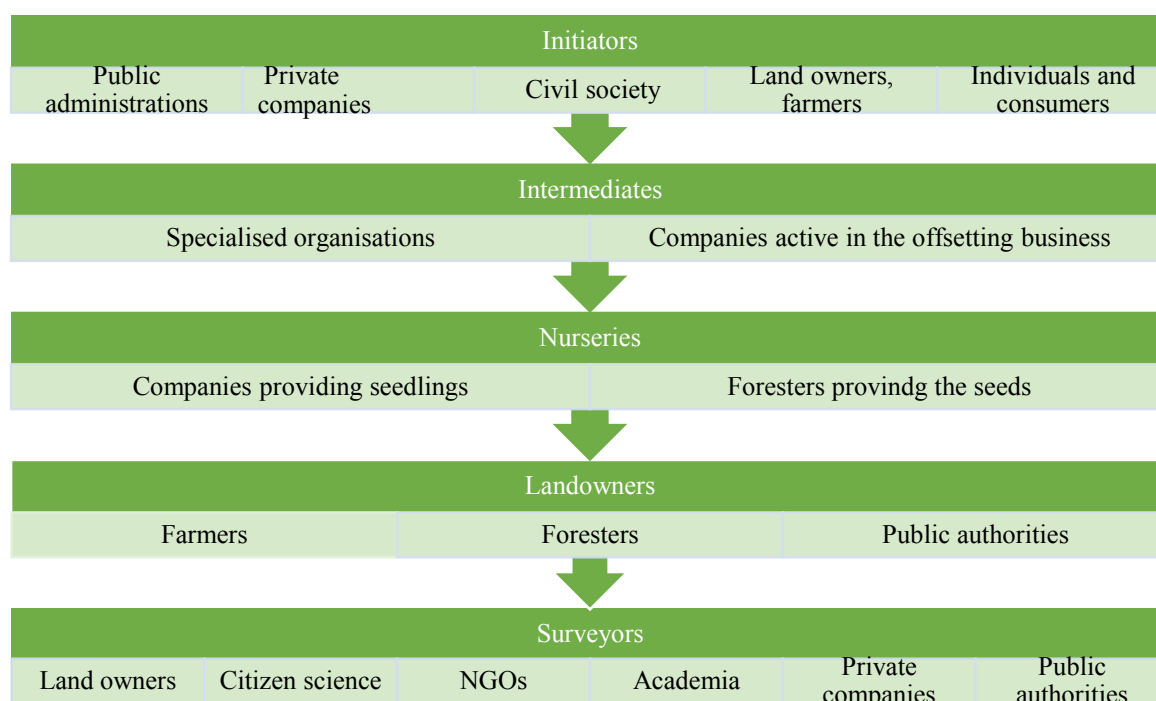 Initiators
Public administrations
Private companies
Civil society
Land owners, farmers
Individuals and consumers
Intermediates
Specialised organisations
Companies active in the offsetting business
Nurseries
Companies providing seedlings
Foresters provindg the seeds
Landowners
Farmers
Foresters
Public authorities
Surveyors
Land owners
Citizen science
NGOs
Academia
Private companies
Public authorities